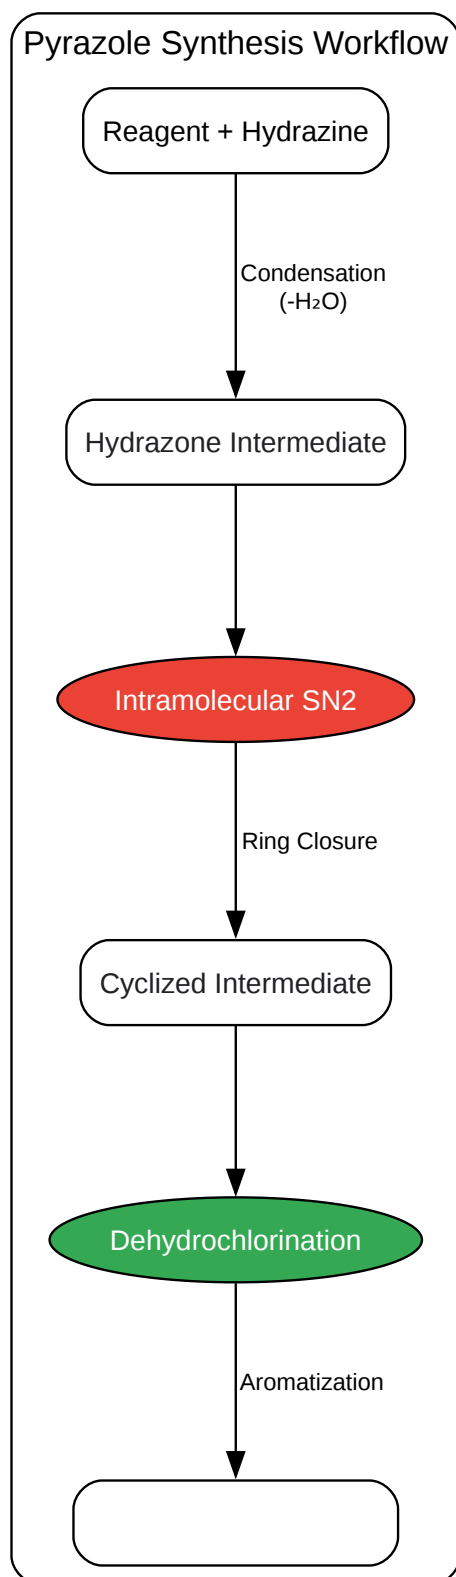 Pyrazole Synthesis Workflow
Reagent + Hydrazine
Condensation
(-H₂O)
Hydrazone Intermediate
Intramolecular SN2
Ring Closure
Cyclized Intermediate
Dehydrochlorination
Aromatization